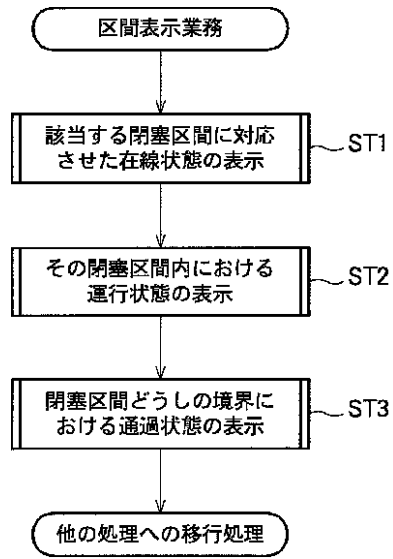 区間表示業務
該当する閉塞区間に対応
させた在線状態の表示
ST1
その閉塞区間内における
運行状態の表示
ST2
閉塞区間どうしの境界に
おける通過状態の表示
ST3
他の処理への移行処理